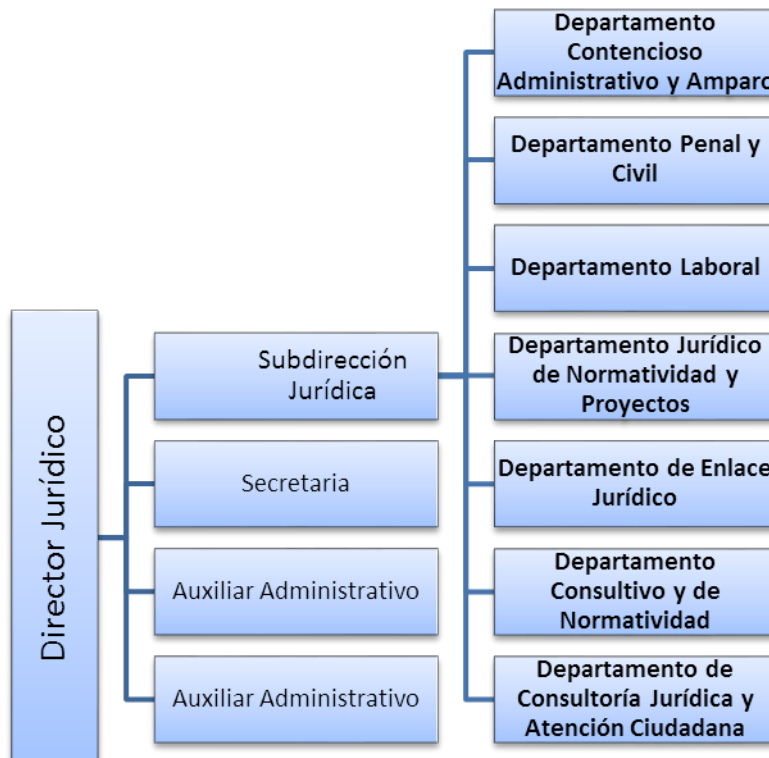 Director Jurídico
Subdirección
Jurídica
Secretaria
Auxiliar Administrativo
Auxiliar Administrativo
Departamento
Contencioso
Administrativo y Amparo
Departamento Penal y
Civil
Departamento Laboral
Departamento Jurídico
de Normatividad y
Proyectos
Departamento de Enlace
Jurídico
Departamento
Consultivo y de
Normatividad
Departamento de
Consultoría Jurídica y
Atención Ciudadana